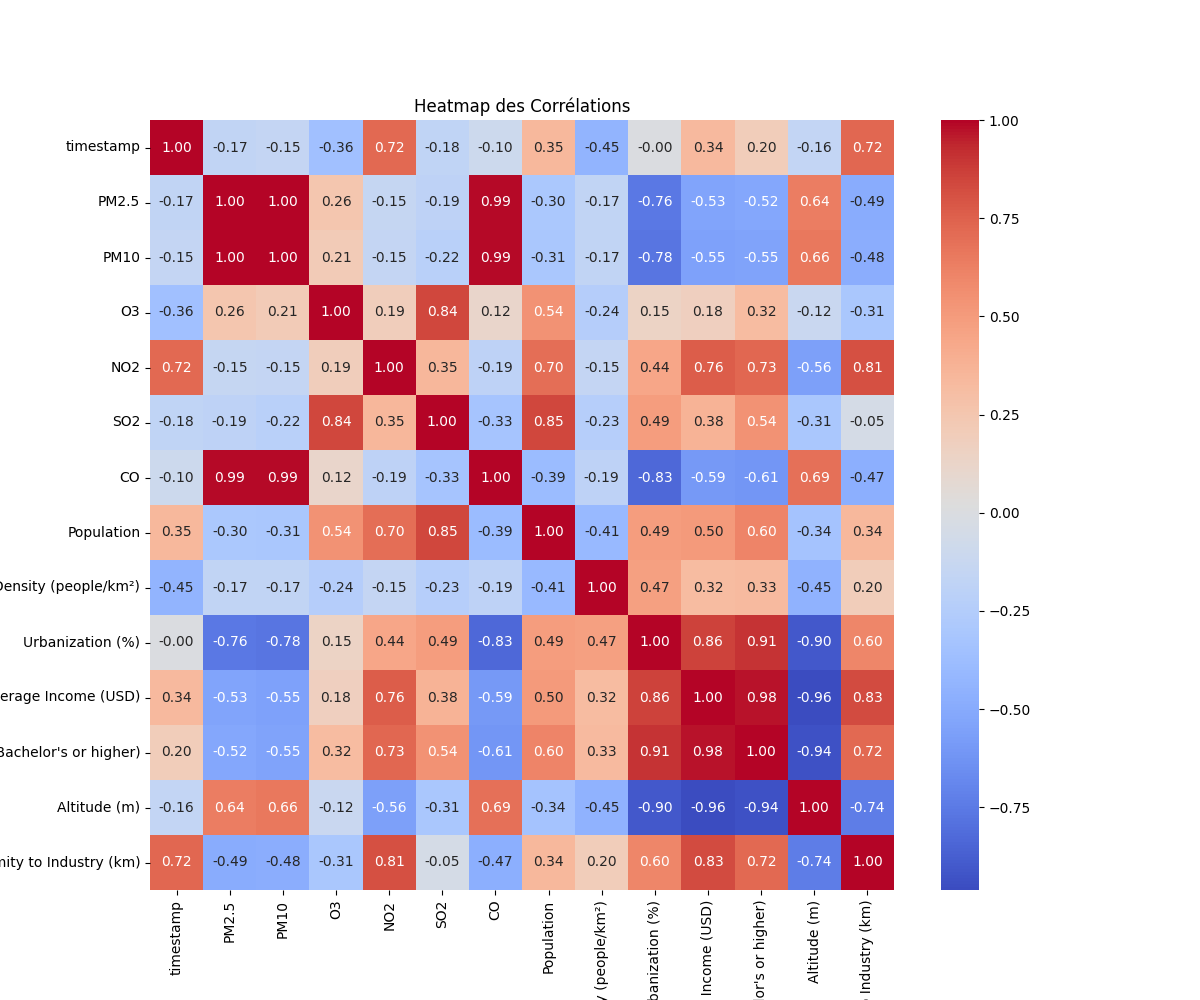 Heatmap des Corrélations
timestamp 1.00 -0.17 -0.15 -0.36 0.72 -0.18 -0.10 0.35 -0.45 -0.00 0.34 0.20 -0.16 0.72
PM2.5 -0.17 1.00 1.00 0.26 -0.15 -0.19 0.99 -0.30 -0.17 -0.76 -0.53 -0.52 0.64 -0.49
PM10 -0.15 1.00 1.00 0.21 -0.15 -0.22 0.99 -0.31 -0.17 -0.78 -0.55 -0.55 0.66 -0.48
O3 -0.36 0.26 0.21 1.00 0.19 0.84 0.12 0.54 -0.24 0.15 0.18 0.32 -0.12 -0.31
NO2 0.72 -0.15 -0.15 0.19 1.00 0.35 -0.19 0.70 -0.15 0.44 0.76 0.73 -0.56 0.81
SO2 -0.18 -0.19 -0.22 0.84 0.35 1.00 -0.33 0.85 -0.23 0.49 0.38 0.54 -0.31 -0.05
CO -0.10 0.99 0.99 0.12 -0.19 -0.33 1.00 -0.39 -0.19 -0.83 -0.59 -0.61 0.69 -0.47
Population 0.35 -0.30 -0.31 0.54 0.70 0.85 -0.39 1.00 -0.41 0.49 0.50 0.60 -0.34 0.34
Density (people/km²) -0.45 -0.17 -0.17 -0.24 -0.15 -0.23 -0.19 -0.41 1.00 0.47 0.32 0.33 -0.45 0.20
Urbanization (%) -0.00 -0.76 -0.78 0.15 0.44 0.49 -0.83 0.49 0.47 1.00 0.86 0.91 -0.90 0.60
erage Income (USD) 0.34 -0.53 -0.55 0.18 0.76 0.38 -0.59 0.50 0.32 0.86 1.00 0.98 -0.96 0.83
Bachelor's or higher) 0.20 -0.52 -0.55 0.32 0.73 0.54 -0.61 0.60 0.33 0.91 0.98 1.00 -0.94 0.72
Altitude (m) -0.16 0.64 0.66 -0.12 -0.56 -0.31 0.69 -0.34 -0.45 -0.90 -0.96 -0.94 1.00 -0.74
mity to Industry (km) 0.72 -0.49 -0.48 -0.31 0.81 -0.05 -0.47 0.34 0.20 0.60 0.83 0.72 -0.74 1.00
timestamp
PM2.5
PM10
O3
NO2
SO2
CO
Population
y (people/km²)
banization (%)
Income (USD)
lor's or higher)
Altitude (m)
Industry (km)
1.00
0.75
0.50
0.25
0.00
−0.25
−0.50
−0.75